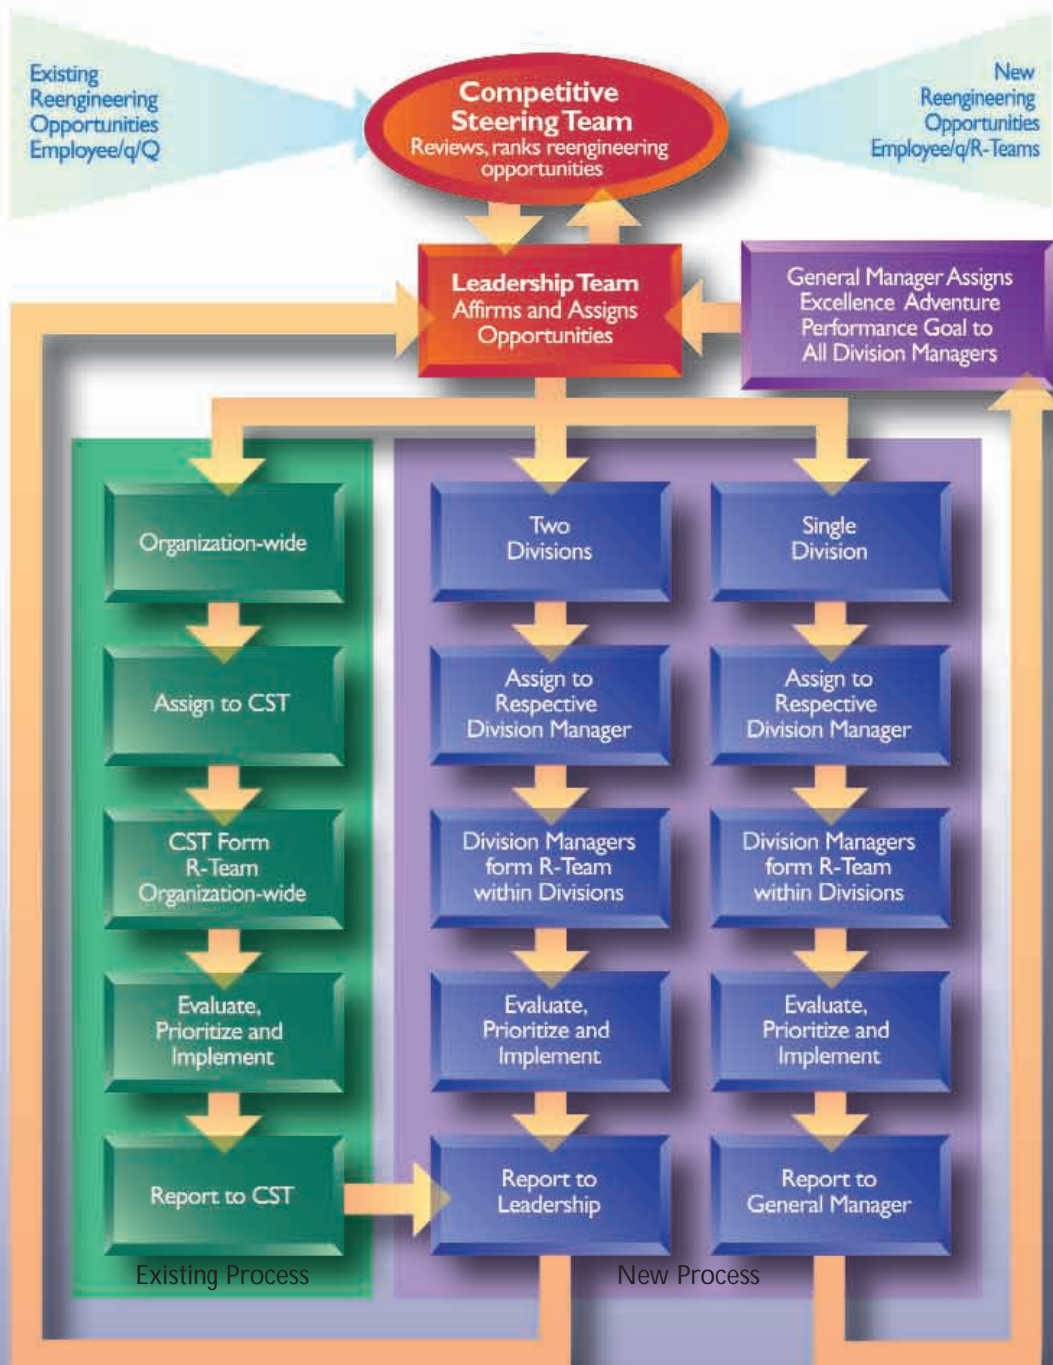 Existing
Reengineering
Opportunities
Employee/q/Q
Competitive
Steering Team
Reviews, ranks reengineering
opportunities
New
Reengineering
Opportunities
Employee/q/R-Teams
Leadership Team
Affirms and Assigns
Opportunities
General Manager Assigns
Excellence Adventure
Performance Goal to
All Division Managers
Organization-wide
Two
Divisions
Single
Division
Assign to CST
Assign to
Respective
Division Manager
Assign to
Respective
Division Manager
CST Form
R-Team
Organization-wide
Division Managers
form R-Team
within Divisions
Division Managers
form R-Team
within Divisions
Evaluate,
Prioritize and
Implement
Evaluate,
Prioritize and
Implement
Evaluate,
Prioritize and
Implement
Report to CST
Report to
Leadership
Report to
General Manager
Existing Process
New Process